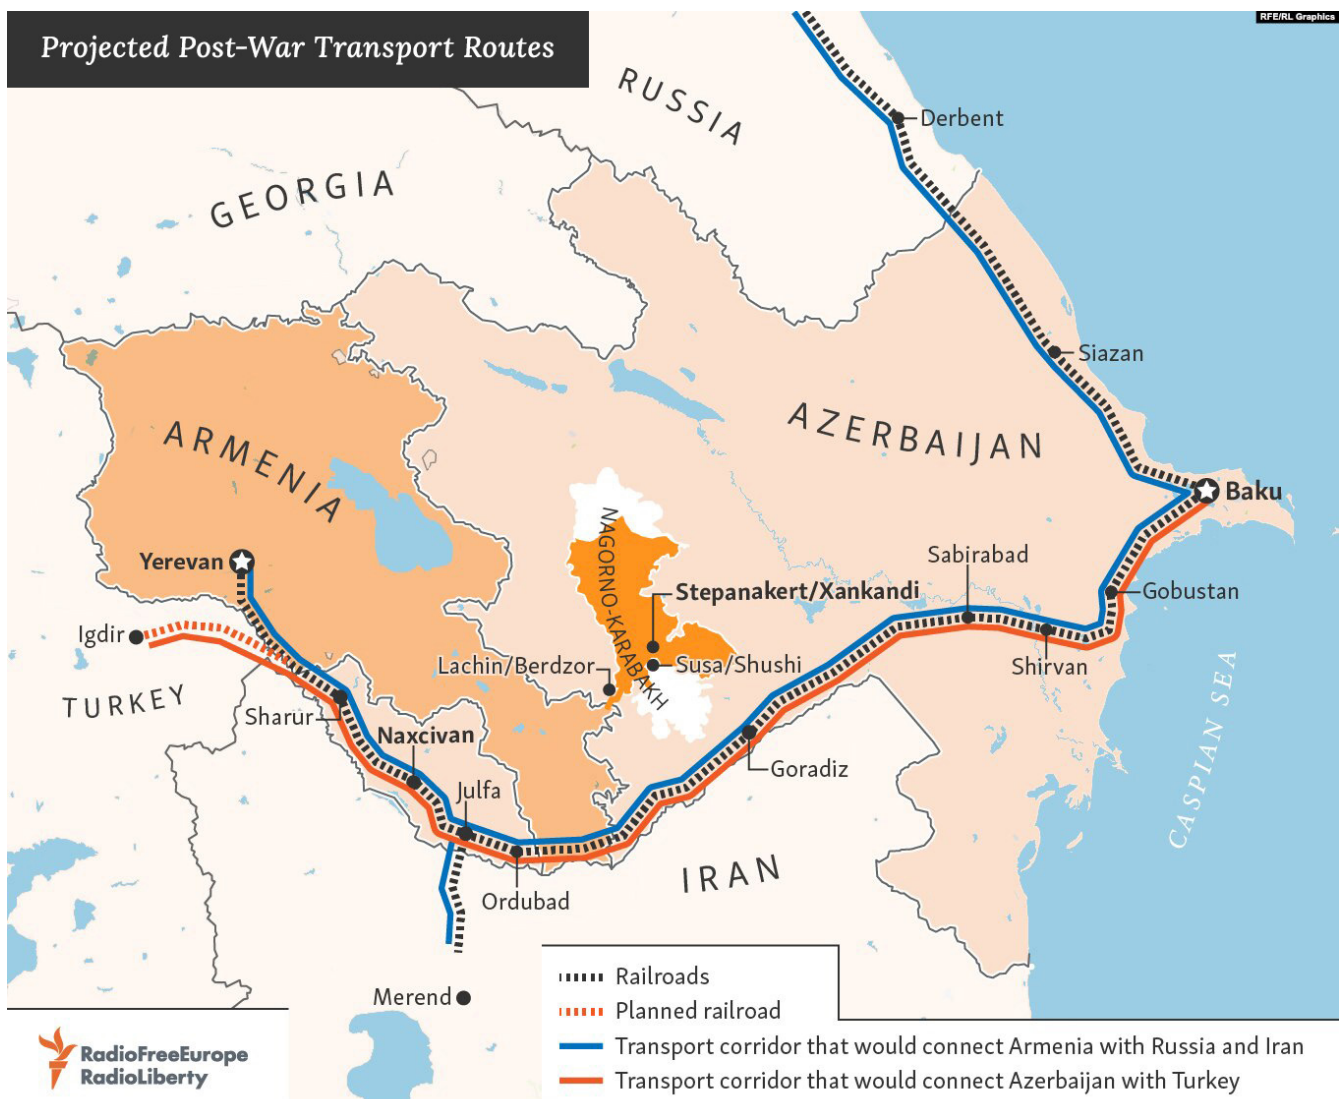 Projected Post-War Transport Routes
RFE/RL Graphics
RUSSIA
Derbent
GEORGIA
Siazan
AZERBAIJAN
ARMENIA
Baku
NAGORNO-KARABAKH
Yerevan
Sabirabad
Stepanakert/Xankandi
Gobustan
Igdir
Lachin/Berdzor
Susa/Shushi
Shirvan
TURKEY
Sharur
Naxcivan
CASPIAN SEA
Goradiz
Julfa
IRAN
Ordubad
Merend
Railroads
Planned railroad
Transport corridor that would connect Armenia with Russia and Iran
Transport corridor that would connect Azerbaijan with Turkey
RadioFreeEurope
RadioLiberty